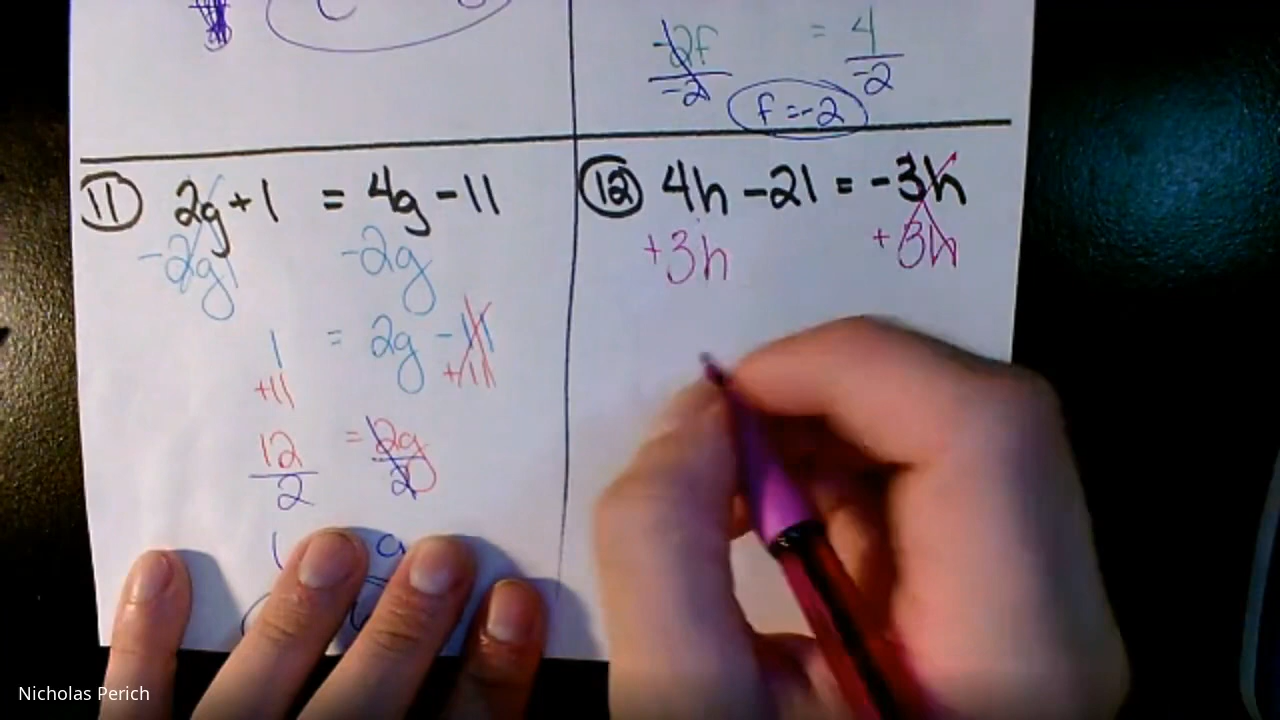 -2f = 4
-2 -2
f = -2
11 2g + 1 = 4g - 11
-2g -2g
1 = 2g - 11
+11 +11
12 = 2g
2 2
g
12 4h - 21 = -3h
+3h +3h
Nicholas Perich